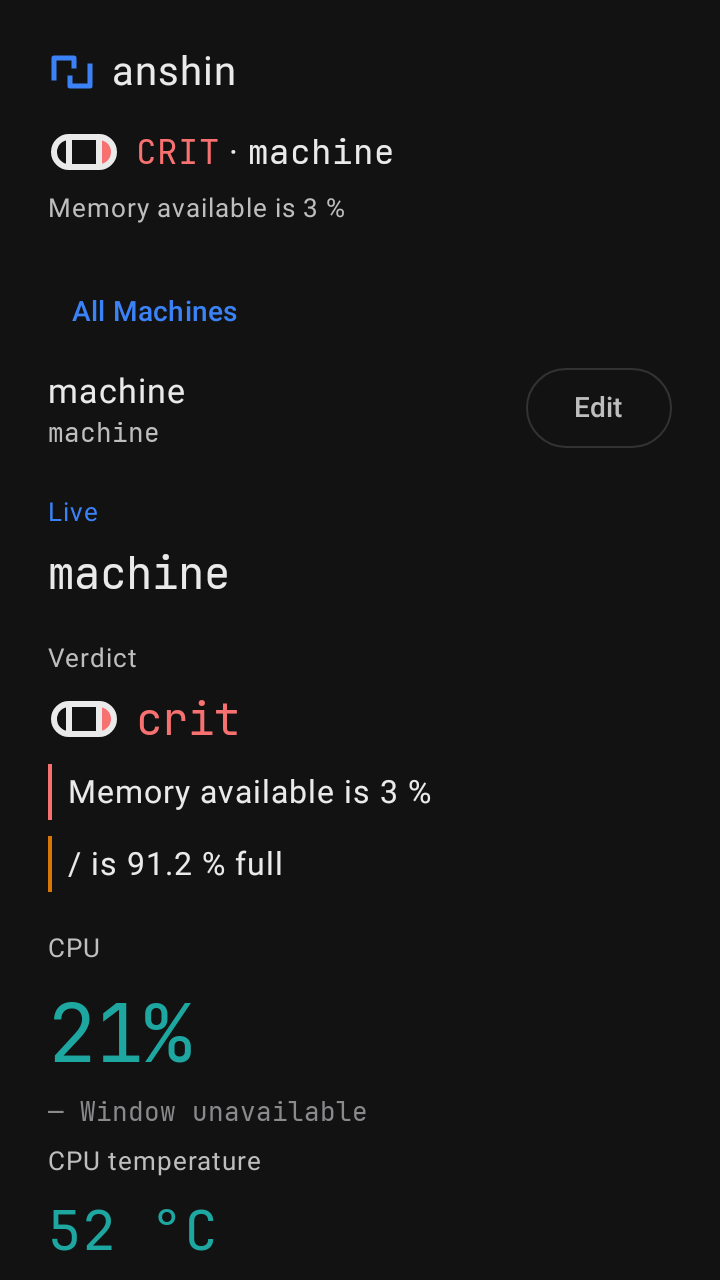 anshin
CRIT · machine
Memory available is 3 %
All Machines
machine
Edit
machine
Live
machine
Verdict
crit
Memory available is 3 %
/ is 91.2 % full
CPU
21%
— Window unavailable
CPU temperature
52 °C